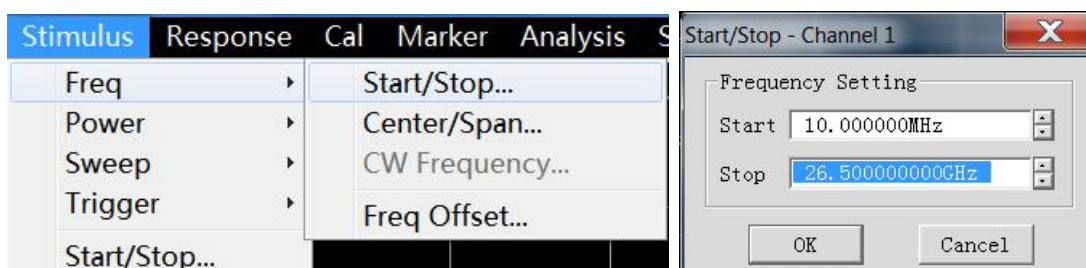 Stimulus Response Cal Marker Analysis S
Freq
Power
Sweep
Trigger
Start/Stop...
Start/Stop...
Center/Span...
CW Frequency...
Freq Offset...
Start/Stop - Channel 1
Frequency Setting
Start 10.000000MHz
Stop 26.500000000GHz
OK Cancel